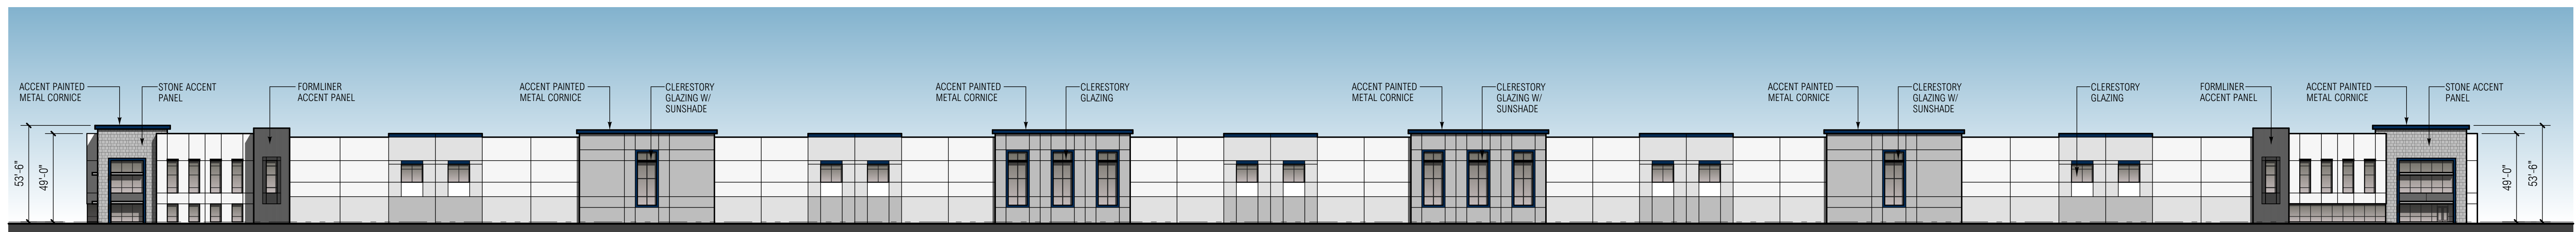 ACCENT PAINTED
METAL CORNICE
STONE ACCENT
PANEL
FORMLINER
ACCENT PANEL
ACCENT PAINTED
METAL CORNICE
CLERESTORY
GLAZING W/
SUNSHADE
ACCENT PAINTED
METAL CORNICE
CLERESTORY
GLAZING
ACCENT PAINTED
METAL CORNICE
CLERESTORY
GLAZING W/
SUNSHADE
ACCENT PAINTED
METAL CORNICE
CLERESTORY
GLAZING W/
SUNSHADE
CLERESTORY
GLAZING
FORMLINER
ACCENT PANEL
ACCENT PAINTED
METAL CORNICE
STONE ACCENT
PANEL
53'-6"
49'-0"
49'-0"
53'-6"